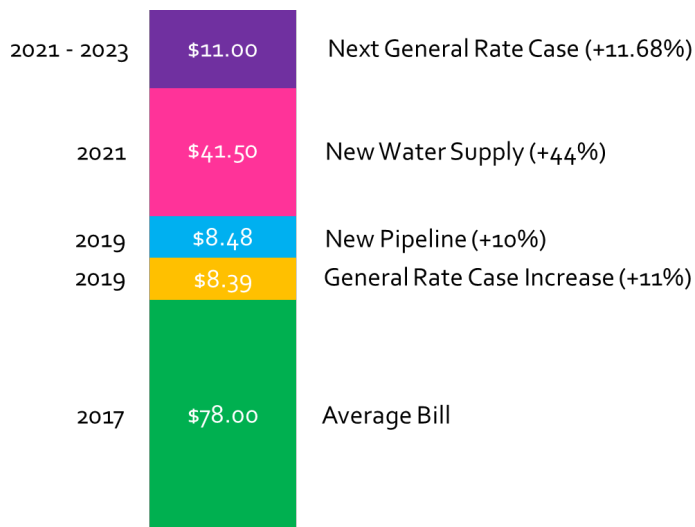 2021 - 2023 $11.00 Next General Rate Case (+11.68%)
2021 $41.50 New Water Supply (+44%)
2019 $8.48 New Pipeline (+10%)
2019 $8.39 General Rate Case Increase (+11%)
2017 $78.00 Average Bill